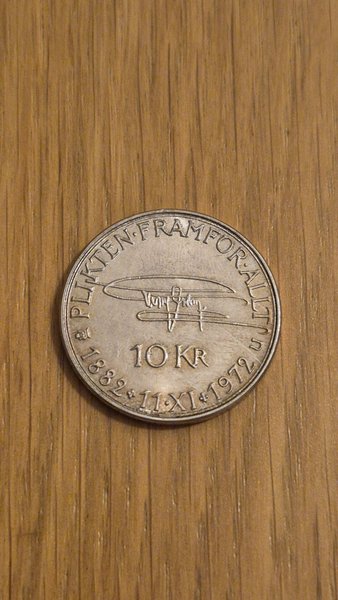 PLIKTEN·FRAMFÖR·ALLT
10 KR
U
1882·11·XI·1972